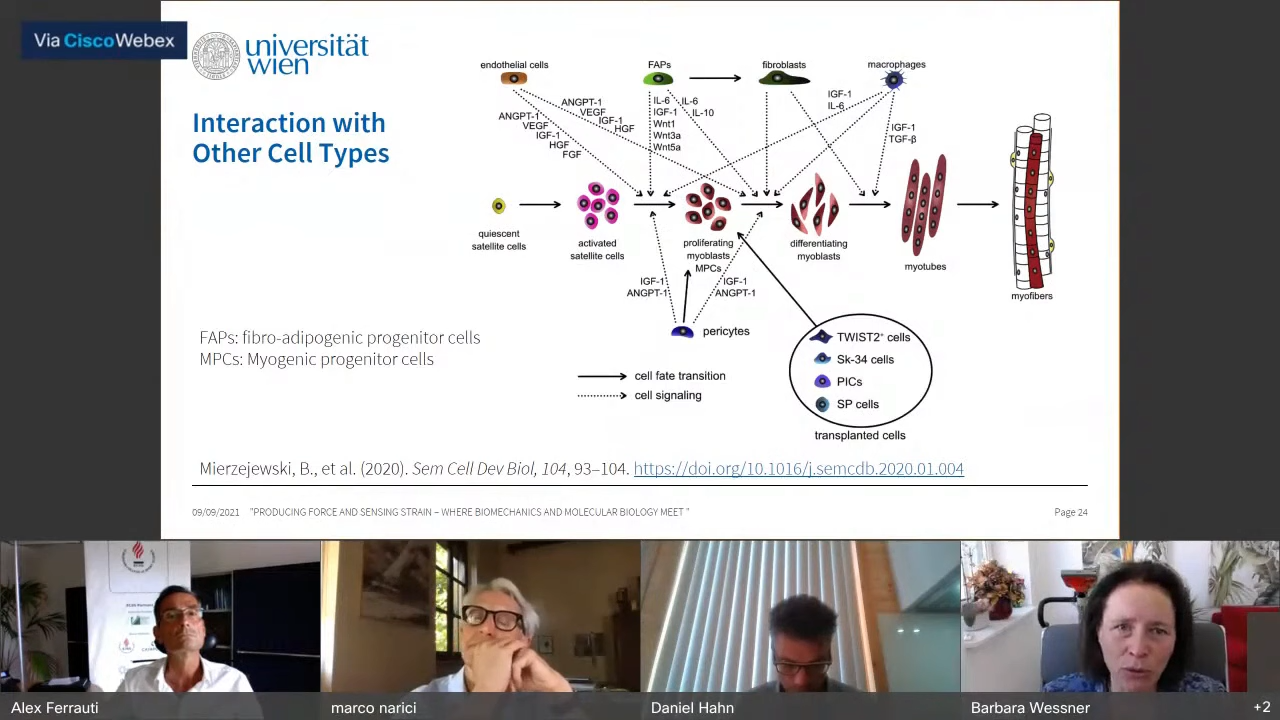 Via Cisco Webex
universität
wien
Interaction with
Other Cell Types
endothelial cells
FAPs
fibroblasts
macrophages
ANGPT-1
VEGF
IGF-1
HGF
FGF
ANGPT-1
VEGF
IGF-1
HGF
IL-6
IGF-1
Wnt1
Wnt3a
Wnt5a
IL-6
IL-10
IGF-1
IL-6
IGF-1
TGF-β
quiescent
satellite cells
activated
satellite cells
proliferating
myoblasts
MPCs
differentiating
myoblasts
myotubes
myofibers
IGF-1
ANGPT-1
IGF-1
ANGPT-1
pericytes
FAPs: fibro-adipogenic progenitor cells
MPCs: Myogenic progenitor cells
cell fate transition
cell signaling
TWIST2⁺ cells
Sk-34 cells
PICs
SP cells
transplanted cells
Mierzejewski, B., et al. (2020). Sem Cell Dev Biol, 104, 93–104. https://doi.org/10.1016/j.semcdb.2020.01.004
09/09/2021 "PRODUCING FORCE AND SENSING STRAIN – WHERE BIOMECHANICS AND MOLECULAR BIOLOGY MEET " Page 24
Alex Ferrauti
marco narici
Daniel Hahn
Barbara Wessner
+2